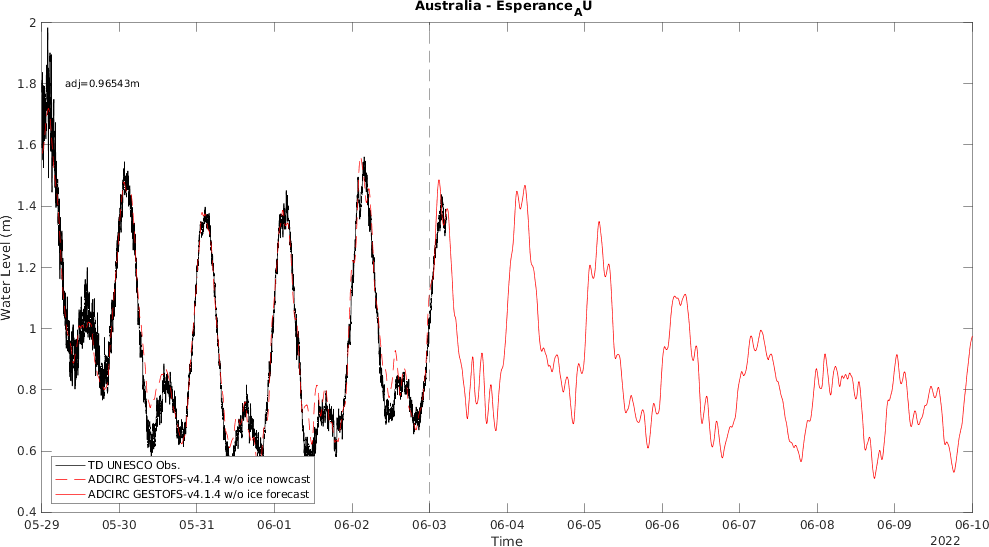 Australia - Esperance_AU
2
1.8
1.6
1.4
1.2
1
0.8
0.6
0.4
Water Level (m)
adj=0.96543m
TD UNESCO Obs.
ADCIRC GESTOFS-v4.1.4 w/o ice nowcast
ADCIRC GESTOFS-v4.1.4 w/o ice forecast
05-29 05-30 05-31 06-01 06-02 06-03 06-04 06-05 06-06 06-07 06-08 06-09 06-10
Time
2022